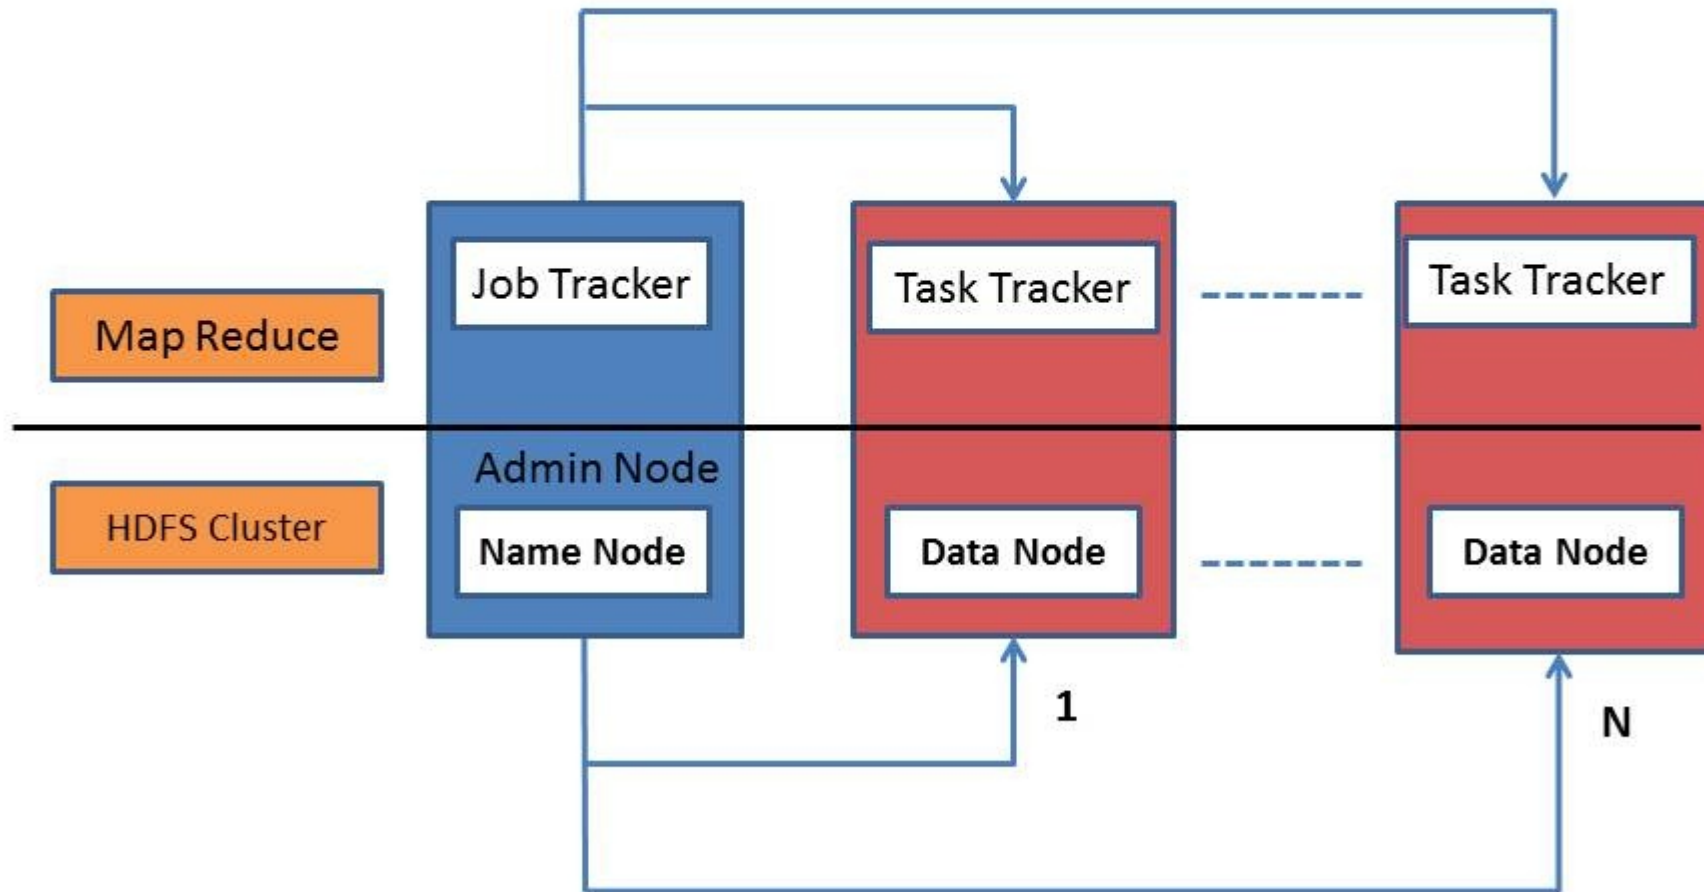 Job Tracker
Task Tracker
Task Tracker
Map Reduce
Admin Node
HDFS Cluster
Name Node
Data Node
Data Node
1
N